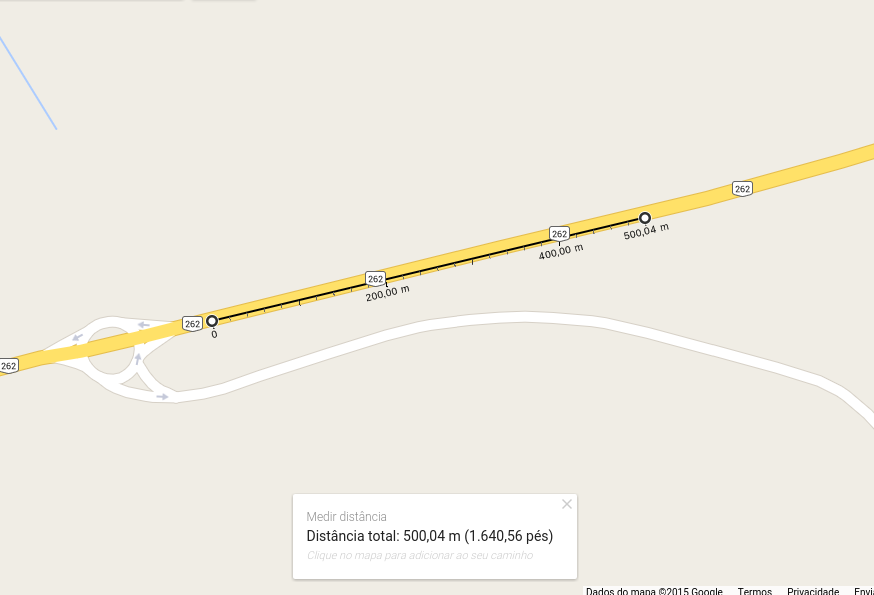 262
262
500,04 m
400,00 m
262
200,00 m
262
0
262
Medir distância
Distância total: 500,04 m (1.640,56 pés)
Clique no mapa para adicionar ao seu caminho
Dados do mapa ©2015 Google Termos Privacidade